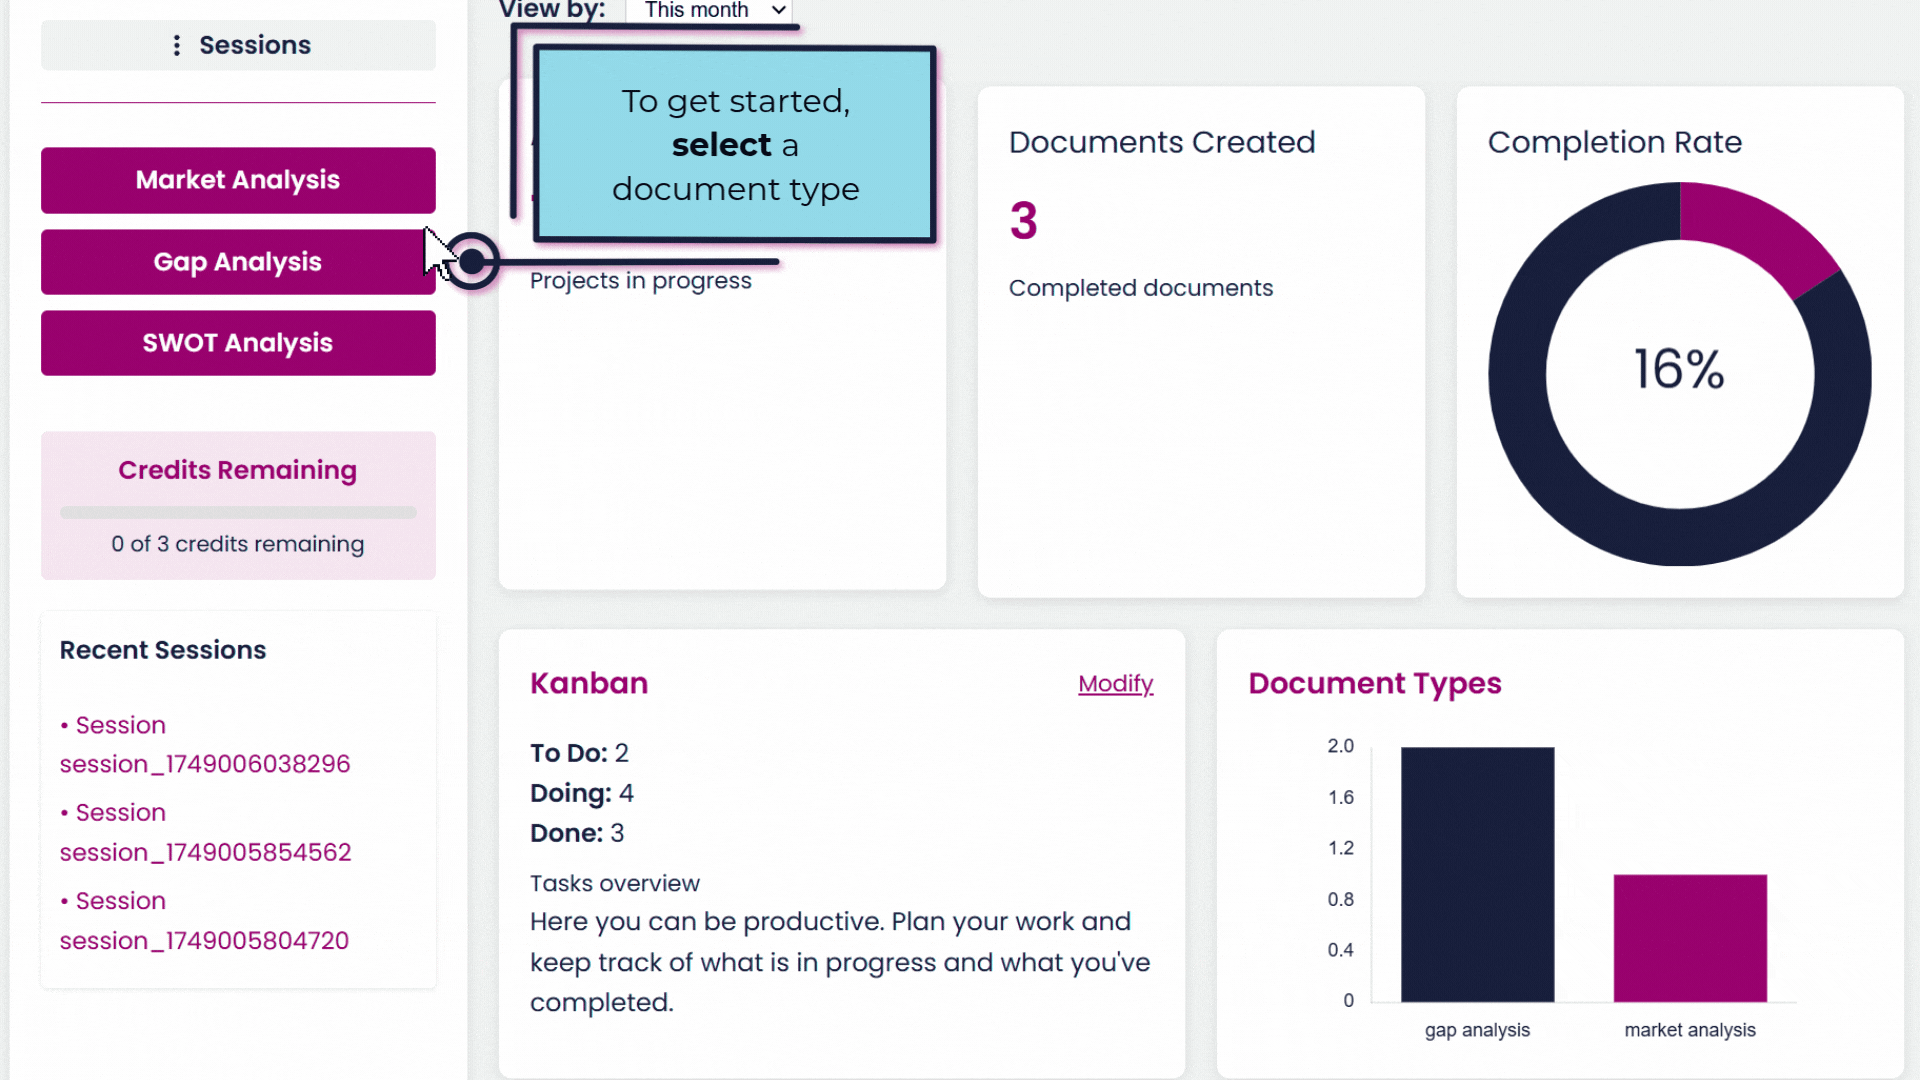 Sessions
Market Analysis
Gap Analysis
SWOT Analysis
Credits Remaining
0 of 3 credits remaining
Recent Sessions
• Session
session_1749006038296
• Session
session_1749005854562
• Session
session_1749005804720
View by: This month
To get started,
select a
document type
Projects in progress
Documents Created
3
Completed documents
Completion Rate
16%
Kanban
Modify
To Do: 2
Doing: 4
Done: 3
Tasks overview
Here you can be productive. Plan your work and
keep track of what is in progress and what you've
completed.
Document Types
2.0
1.6
1.2
0.8
0.4
0
gap analysis
market analysis